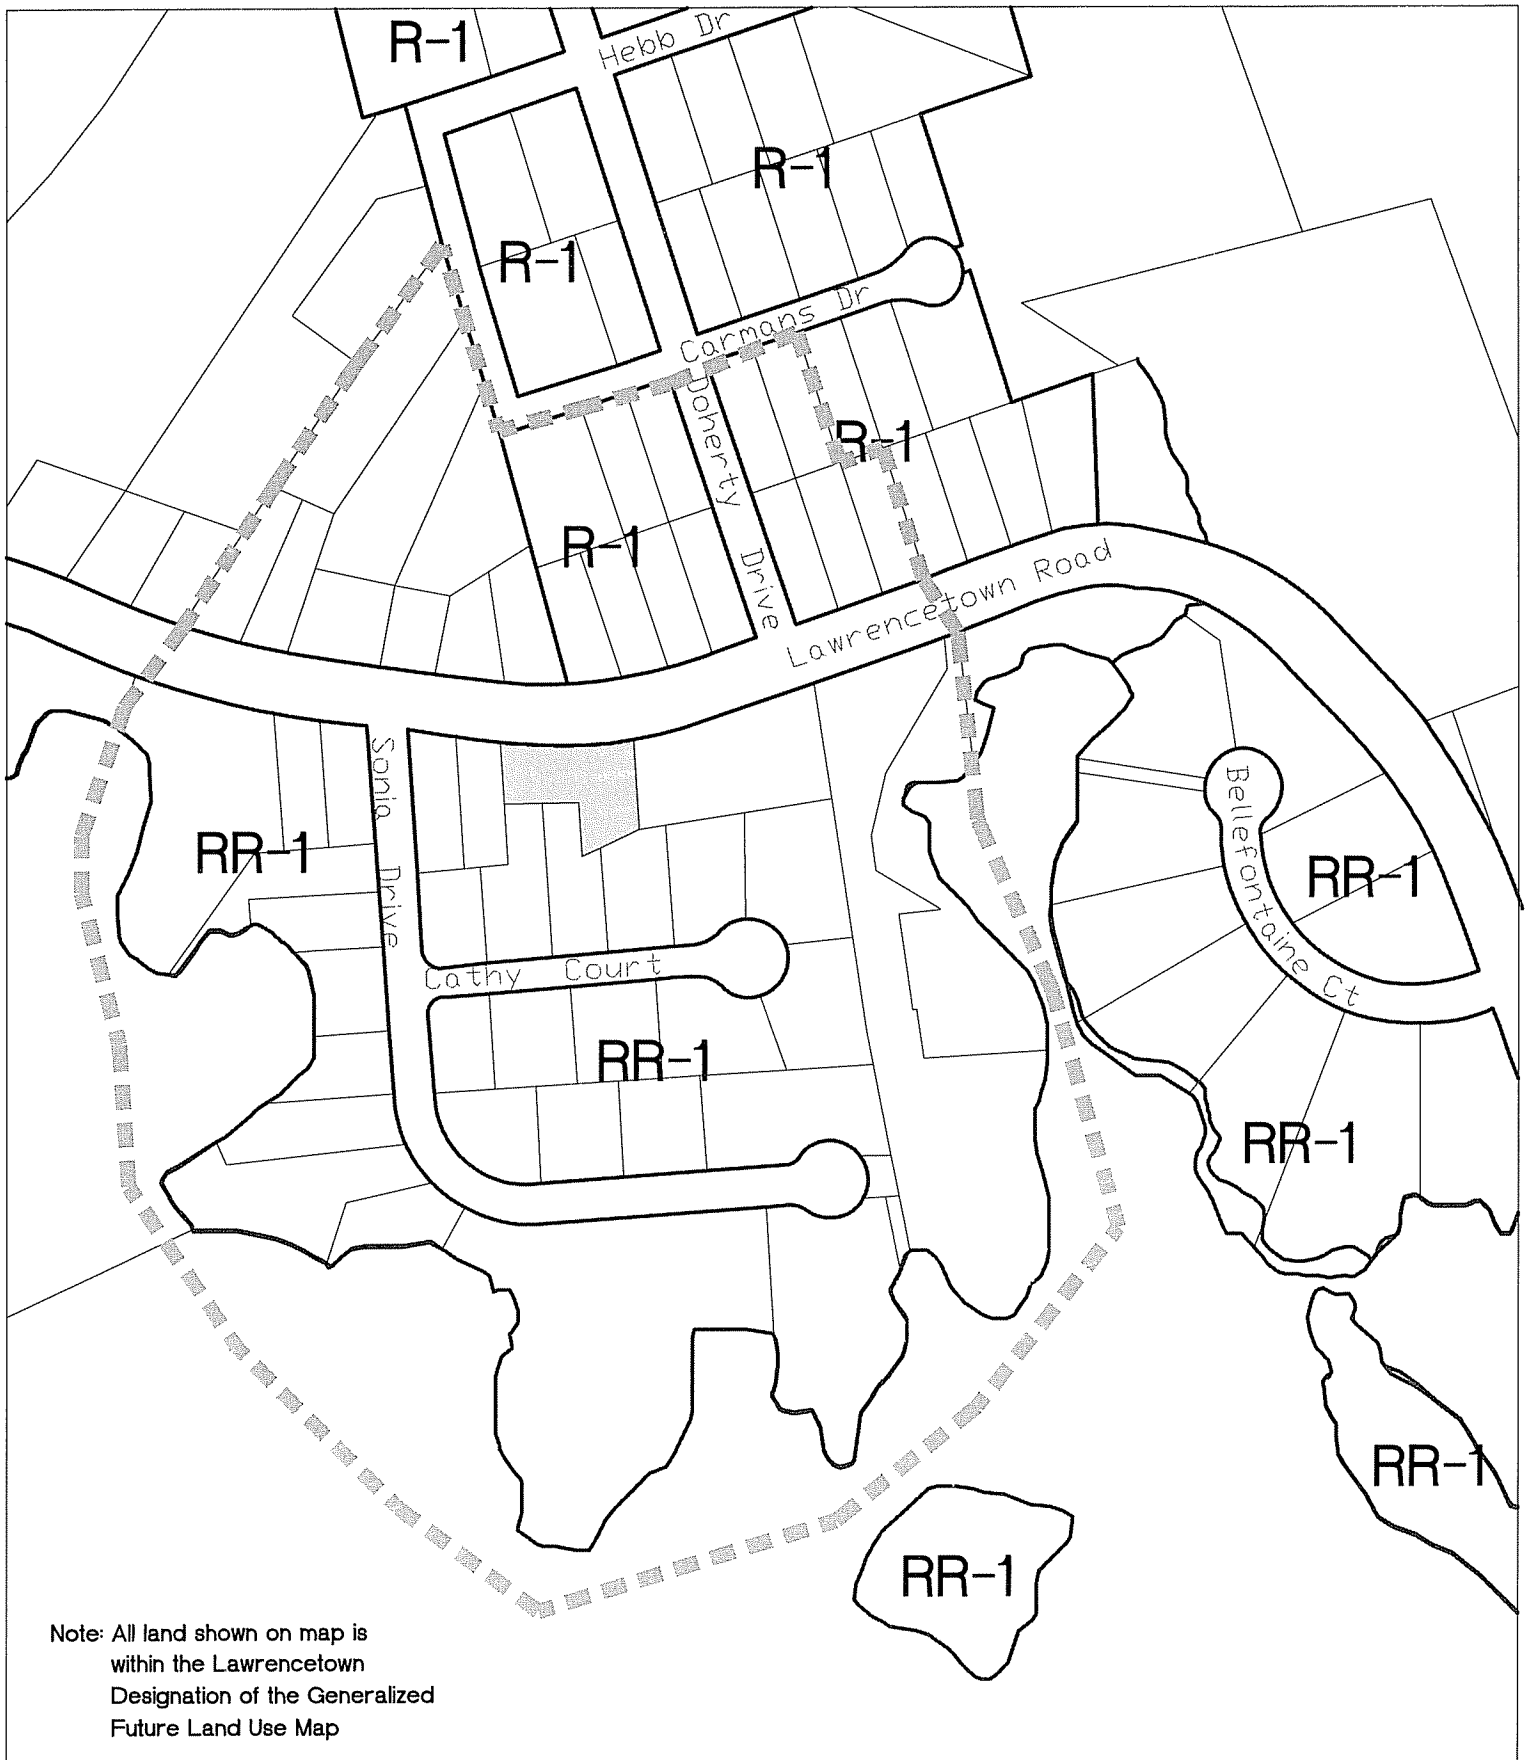 R-1
Hebb Dr
R-1
R-1
Carmans Dr
R-1
Doherty Drive
R-1
Lawrencetown Road
Sonia Drive
RR-1
Bellefontaine Ct
RR-1
Cathy Court
RR-1
RR-1
RR-1
RR-1
Note: All land shown on map is
within the Lawrencetown
Designation of the Generalized
Future Land Use Map